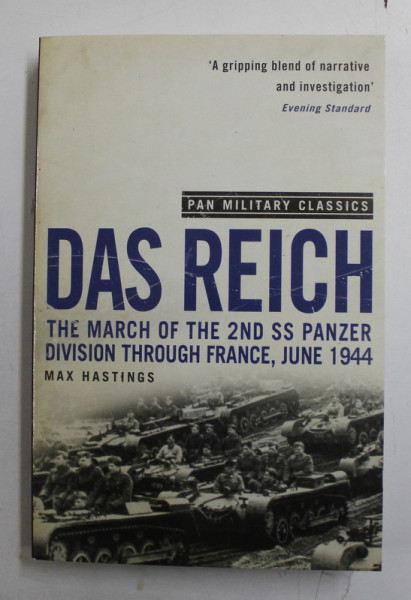 'A gripping blend of narrative
and investigation'
Evening Standard
PAN MILITARY CLASSICS
DAS REICH
THE MARCH OF THE 2ND SS PANZER
DIVISION THROUGH FRANCE, JUNE 1944
MAX HASTINGS